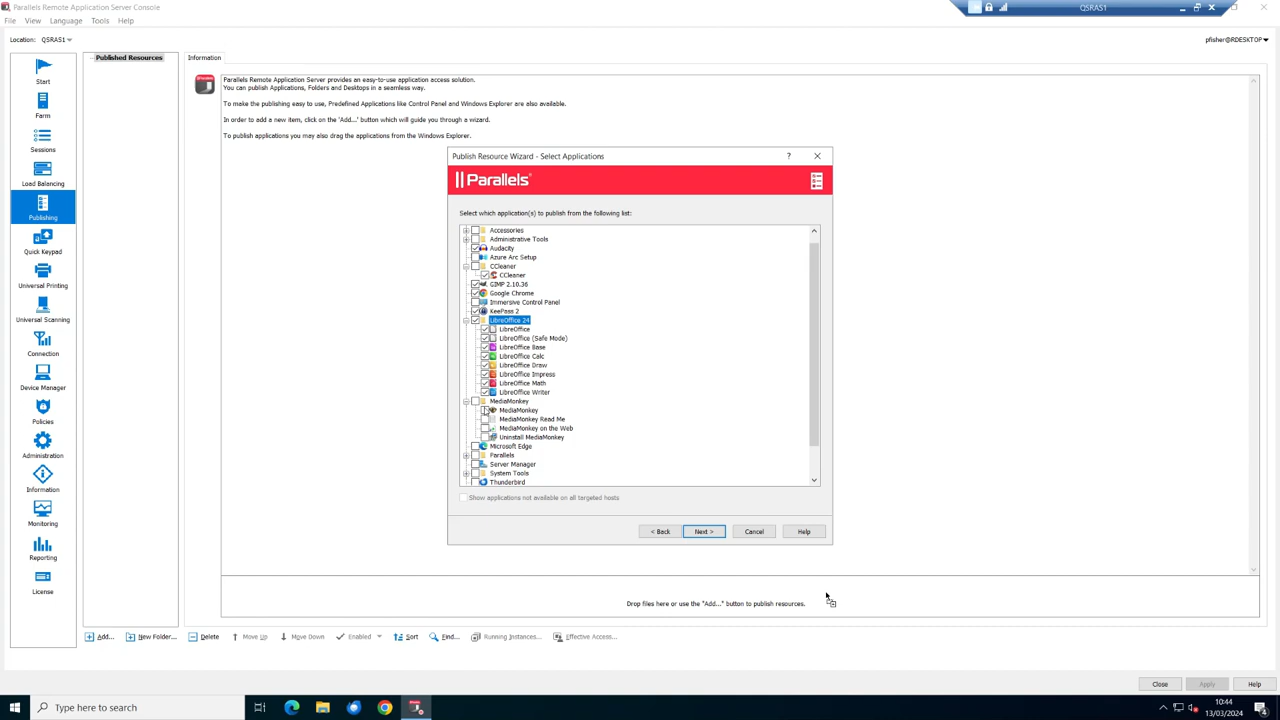 Parallels Remote Application Server Console
QSRAS1
File View Language Tools Help
Location: QSRAS1
pfisher@RDESKTOP
Start
Farm
Sessions
Load Balancing
Publishing
Quick Keypad
Universal Printing
Universal Scanning
Connection
Device Manager
Policies
Administration
Information
Monitoring
Reporting
License
Published Resources
Information
Parallels Remote Application Server provides an easy-to-use application access solution.
You can publish Applications, Folders and Desktops in a seamless way.
To make the publishing easy to use, Predefined Applications like Control Panel and Windows Explorer are also available.
In order to add a new item, click on the 'Add...' button which will guide you through a wizard.
To publish applications you may also drag the applications from the Windows Explorer.
Publish Resource Wizard - Select Applications
?
Parallels®
Select which application(s) to publish from the following list:
Accessories
Administrative Tools
Audacity
Azure Arc Setup
CCleaner
CCleaner
GIMP 2.10.36
Google Chrome
Immersive Control Panel
KeePass 2
LibreOffice 24
LibreOffice
LibreOffice (Safe Mode)
LibreOffice Base
LibreOffice Calc
LibreOffice Draw
LibreOffice Impress
LibreOffice Math
LibreOffice Writer
MediaMonkey
MediaMonkey
MediaMonkey Read Me
MediaMonkey on the Web
Uninstall MediaMonkey
Microsoft Edge
Parallels
Server Manager
System Tools
Thunderbird
Show applications not available on all targeted hosts
< Back Next > Cancel Help
Drop files here or use the "Add..." button to publish resources.
Add... New Folder... Delete Move Up Move Down Enabled Sort Find... Running Instances... Effective Access...
Close Apply Help
Type here to search
10:44
13/03/2024
4